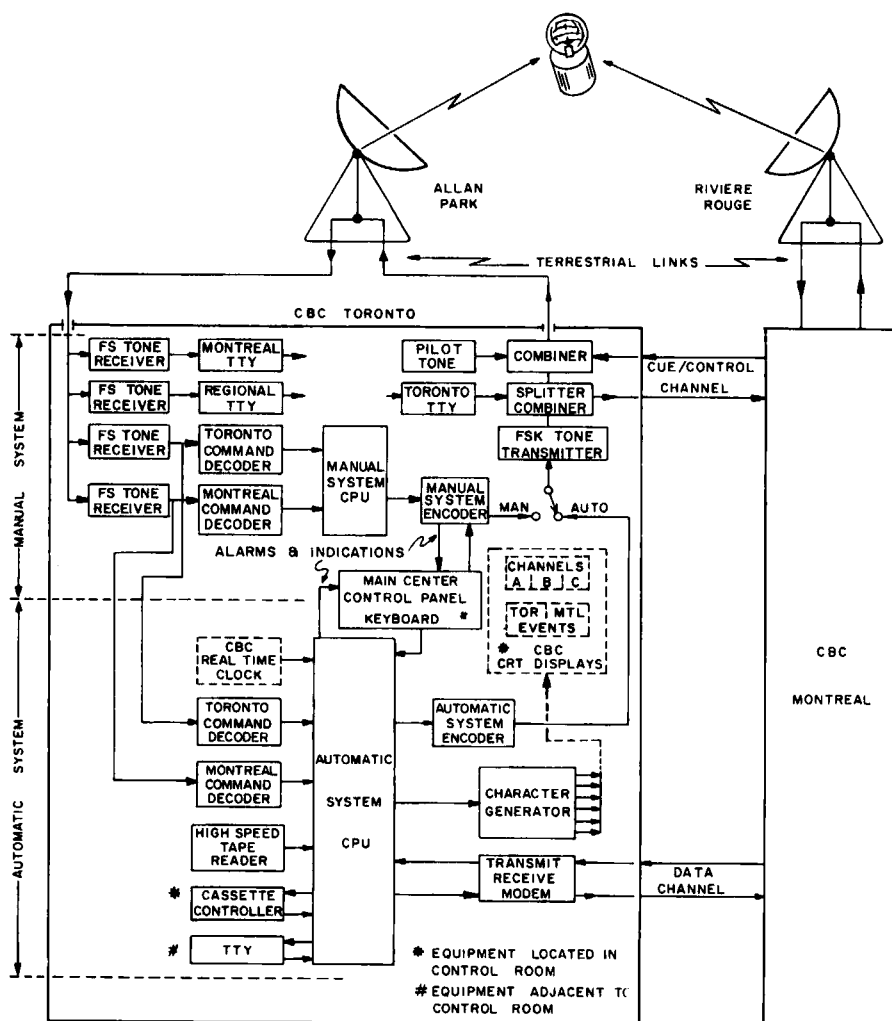 ALLAN
PARK
RIVIERE
ROUGE
TERRESTRIAL LINKS
CBC TORONTO
MANUAL SYSTEM
FS TONE
RECEIVER
MONTREAL
TTY
PILOT
TONE
COMBINER
CUE/CONTROL
CHANNEL
FS TONE
RECEIVER
REGIONAL
TTY
TORONTO
TTY
SPLITTER
COMBINER
FS TONE
RECEIVER
TORONTO
COMMAND
DECODER
MANUAL
SYSTEM
CPU
FSK TONE
TRANSMITTER
FS TONE
RECEIVER
MONTREAL
COMMAND
DECODER
MANUAL
SYSTEM
ENCODER
MAN
AUTO
ALARMS & INDICATIONS
MAIN CENTER
CONTROL PANEL
KEYBOARD #
CHANNELS
A B C
TOR MTL
EVENTS
* CBC
CRT DISPLAYS
AUTOMATIC SYSTEM
CBC
REAL TIME
CLOCK
CBC
MONTREAL
TORONTO
COMMAND
DECODER
AUTOMATIC
SYSTEM
ENCODER
MONTREAL
COMMAND
DECODER
AUTOMATIC
SYSTEM
CPU
CHARACTER
GENERATOR
HIGH SPEED
TAPE
READER
TRANSMIT
RECEIVE
MODEM
DATA
CHANNEL
* CASSETTE
CONTROLLER
# TTY
* EQUIPMENT LOCATED IN
CONTROL ROOM
# EQUIPMENT ADJACENT TO
CONTROL ROOM